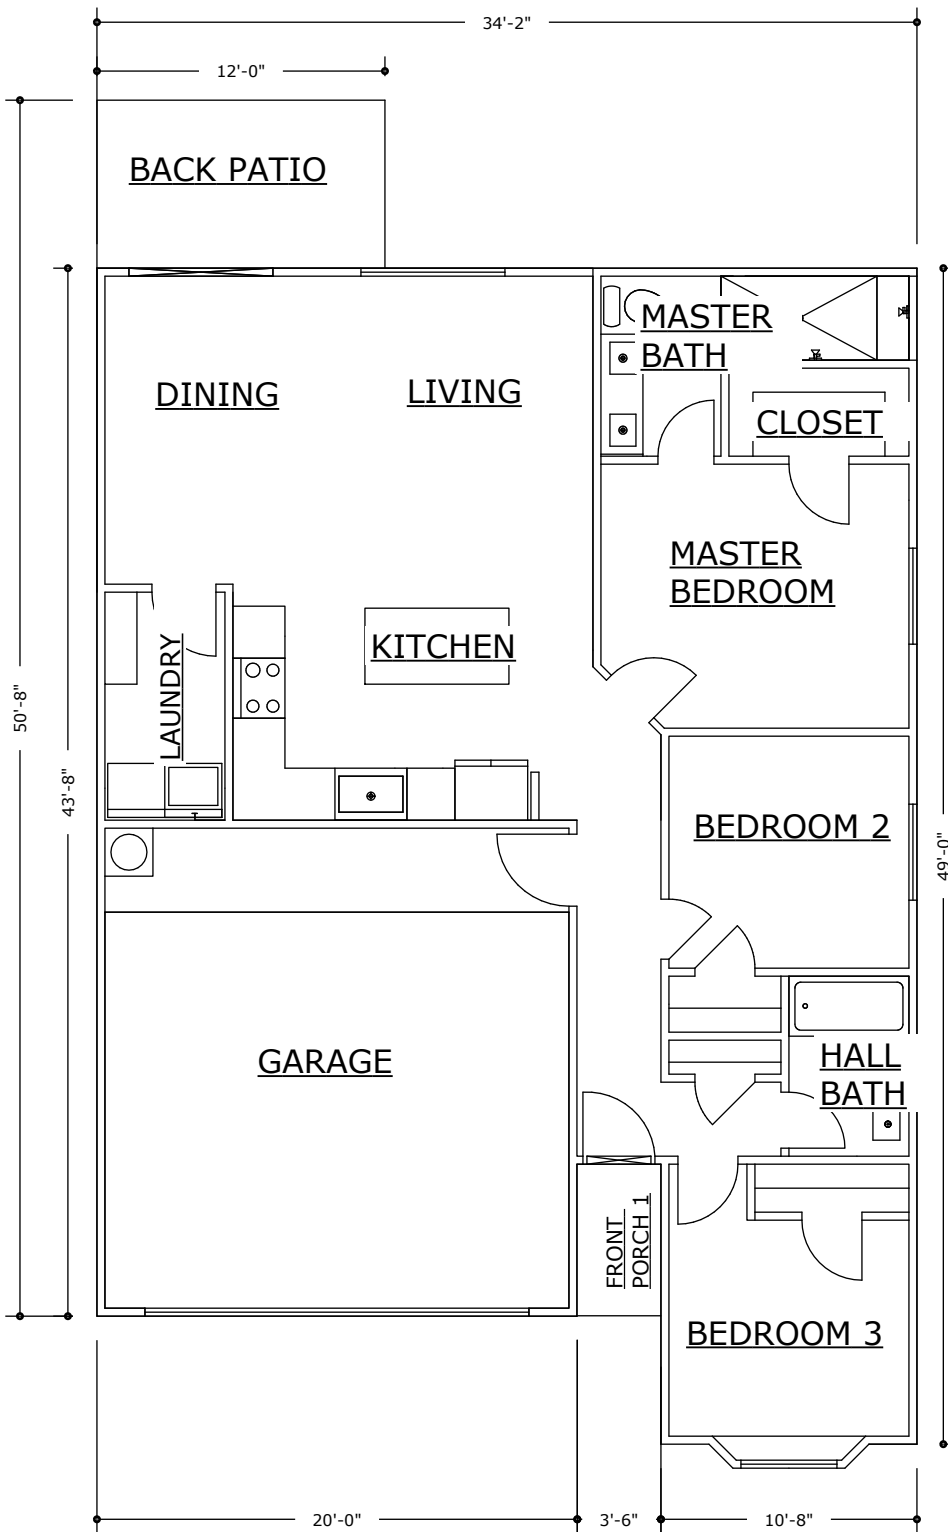 34'-2"
12'-0"
BACK PATIO
MASTER
BATH
DINING
LIVING
CLOSET
MASTER
BEDROOM
KITCHEN
LAUNDRY
50'-8"
43'-8"
BEDROOM 2
49'-0"
GARAGE
HALL
BATH
FRONT
PORCH 1
BEDROOM 3
20'-0"
3'-6"
10'-8"